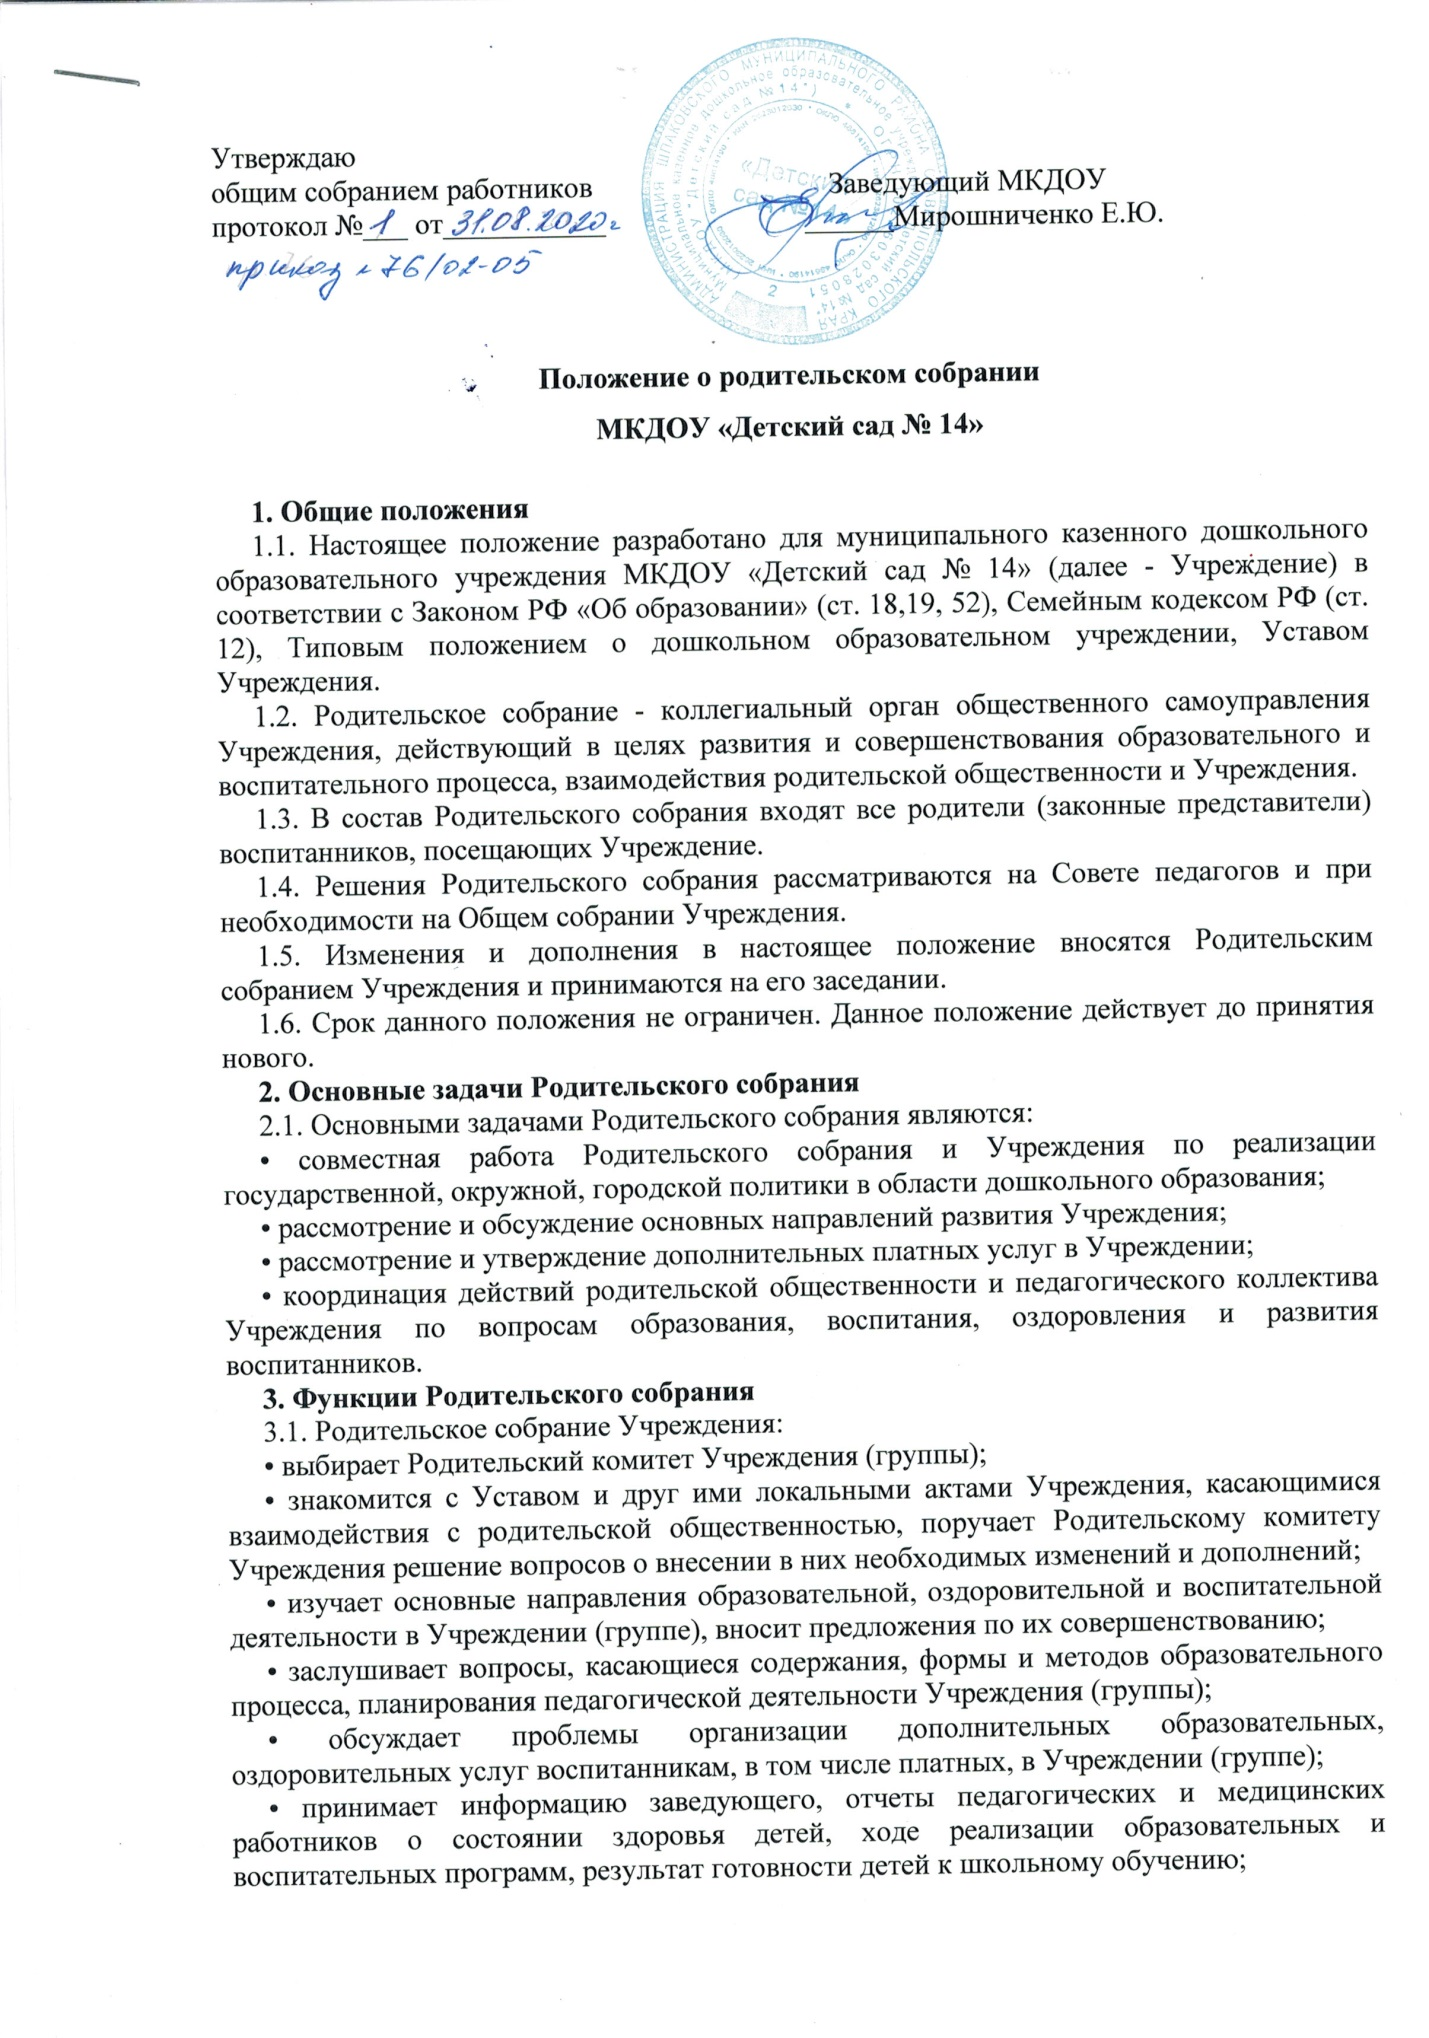 Утверждаю
общим собранием работников
протокол № 1 от 31.08.2020г
приказ № 76/02-05
Заведующий МКДОУ
Мирошниченко Е.Ю.
АДМИНИСТРАЦИЯ ШПАКОВСКОГО МУНИЦИПАЛЬНОГО РАЙОНА СТАВРОПОЛЬСКОГО КРАЯ
«Детский
сад № 14»
Положение о родительском собрании
МКДОУ «Детский сад № 14»
1. Общие положения
1.1. Настоящее положение разработано для муниципального казенного дошкольного
образовательного учреждения МКДОУ «Детский сад № 14» (далее - Учреждение) в
соответствии с Законом РФ «Об образовании» (ст. 18,19, 52), Семейным кодексом РФ (ст.
12), Типовым положением о дошкольном образовательном учреждении, Уставом
Учреждения.
1.2. Родительское собрание - коллегиальный орган общественного самоуправления
Учреждения, действующий в целях развития и совершенствования образовательного и
воспитательного процесса, взаимодействия родительской общественности и Учреждения.
1.3. В состав Родительского собрания входят все родители (законные представители)
воспитанников, посещающих Учреждение.
1.4. Решения Родительского собрания рассматриваются на Совете педагогов и при
необходимости на Общем собрании Учреждения.
1.5. Изменения и дополнения в настоящее положение вносятся Родительским
собранием Учреждения и принимаются на его заседании.
1.6. Срок данного положения не ограничен. Данное положение действует до принятия
нового.
2. Основные задачи Родительского собрания
2.1. Основными задачами Родительского собрания являются:
• совместная работа Родительского собрания и Учреждения по реализации
государственной, окружной, городской политики в области дошкольного образования;
• рассмотрение и обсуждение основных направлений развития Учреждения;
• рассмотрение и утверждение дополнительных платных услуг в Учреждении;
• координация действий родительской общественности и педагогического коллектива
Учреждения по вопросам образования, воспитания, оздоровления и развития
воспитанников.
3. Функции Родительского собрания
3.1. Родительское собрание Учреждения:
• выбирает Родительский комитет Учреждения (группы);
• знакомится с Уставом и друг ими локальными актами Учреждения, касающимися
взаимодействия с родительской общественностью, поручает Родительскому комитету
Учреждения решение вопросов о внесении в них необходимых изменений и дополнений;
• изучает основные направления образовательной, оздоровительной и воспитательной
деятельности в Учреждении (группе), вносит предложения по их совершенствованию;
• заслушивает вопросы, касающиеся содержания, формы и методов образовательного
процесса, планирования педагогической деятельности Учреждения (группы);
• обсуждает проблемы организации дополнительных образовательных,
оздоровительных услуг воспитанникам, в том числе платных, в Учреждении (группе);
• принимает информацию заведующего, отчеты педагогических и медицинских
работников о состоянии здоровья детей, ходе реализации образовательных и
воспитательных программ, результат готовности детей к школьному обучению;